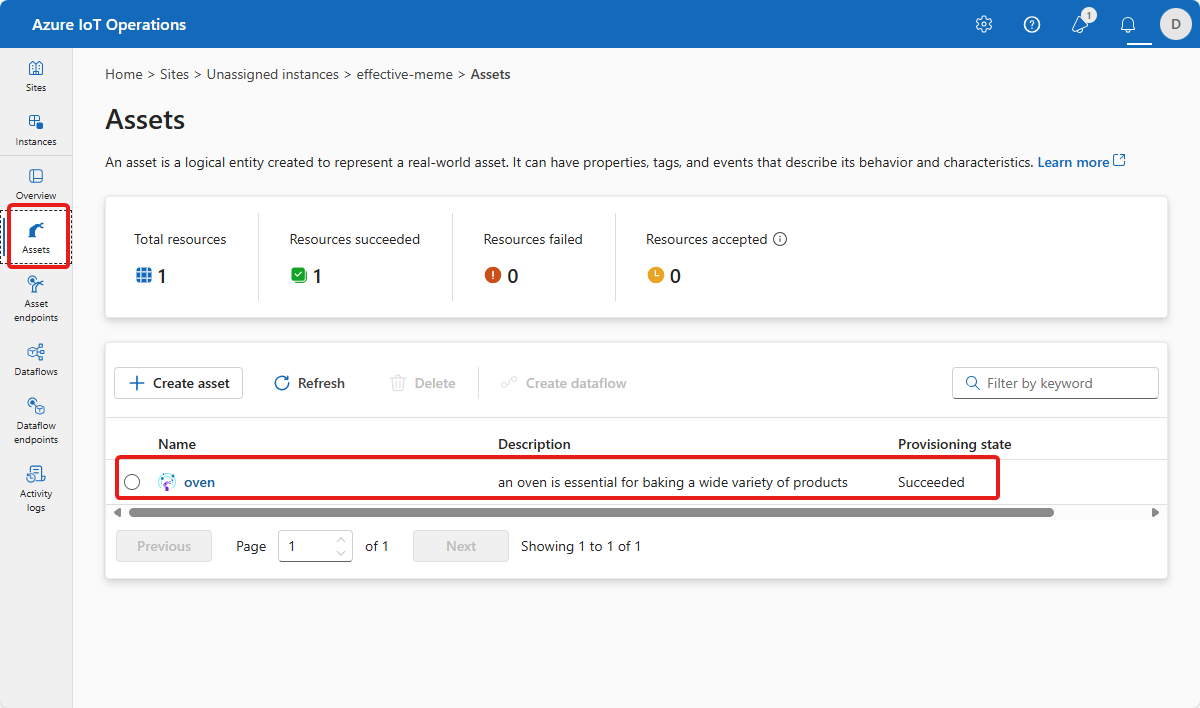 Azure IoT Operations
1
D
Sites
Instances
Overview
Assets
Asset
endpoints
Dataflows
Dataflow
endpoints
Activity
logs
Home > Sites > Unassigned instances > effective-meme > Assets
Assets
An asset is a logical entity created to represent a real-world asset. It can have properties, tags, and events that describe its behavior and characteristics. Learn more
Total resources
1
Resources succeeded
1
Resources failed
0
Resources accepted
0
Create asset
Refresh
Delete
Create dataflow
Filter by keyword
Name Description Provisioning state
oven an oven is essential for baking a wide variety of products Succeeded
Previous Page 1 of 1 Next Showing 1 to 1 of 1